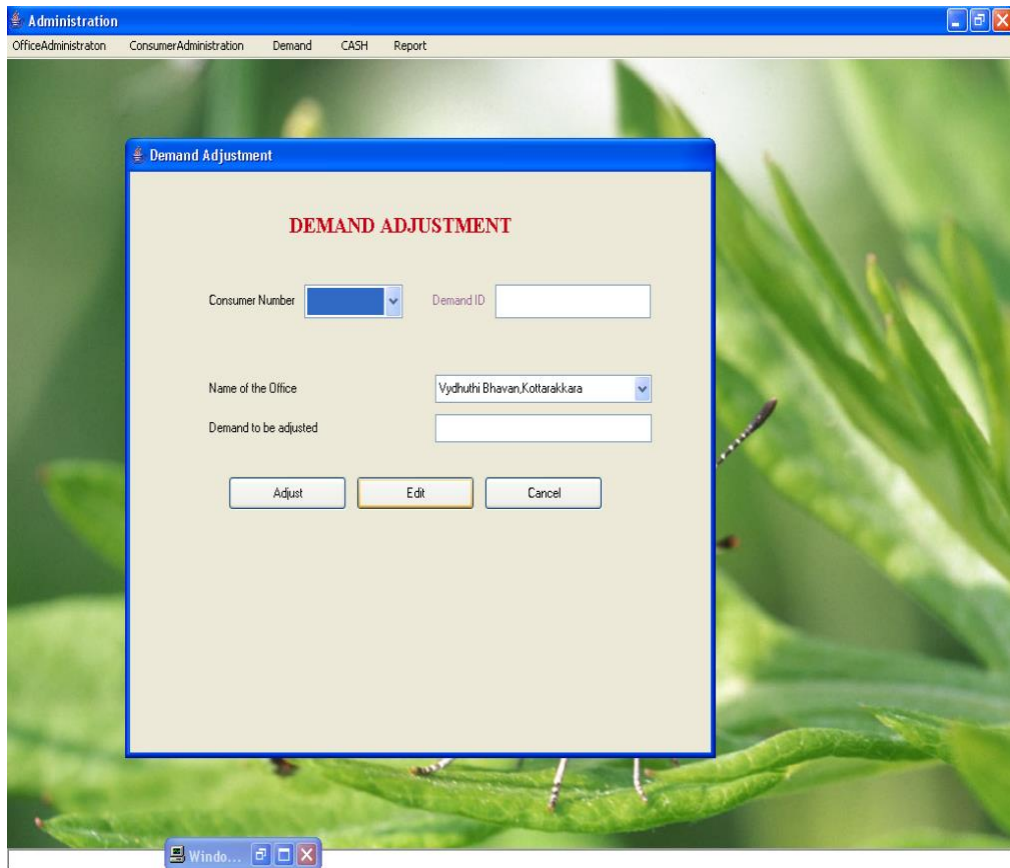 Administration
OfficeAdministraton ConsumerAdministration Demand CASH Report
Demand Adjustment
DEMAND ADJUSTMENT
Consumer Number Demand ID
Name of the Office Vydhuthi Bhavan,Kottarakkara
Demand to be adjusted
Adjust Edit Cancel
Windo...